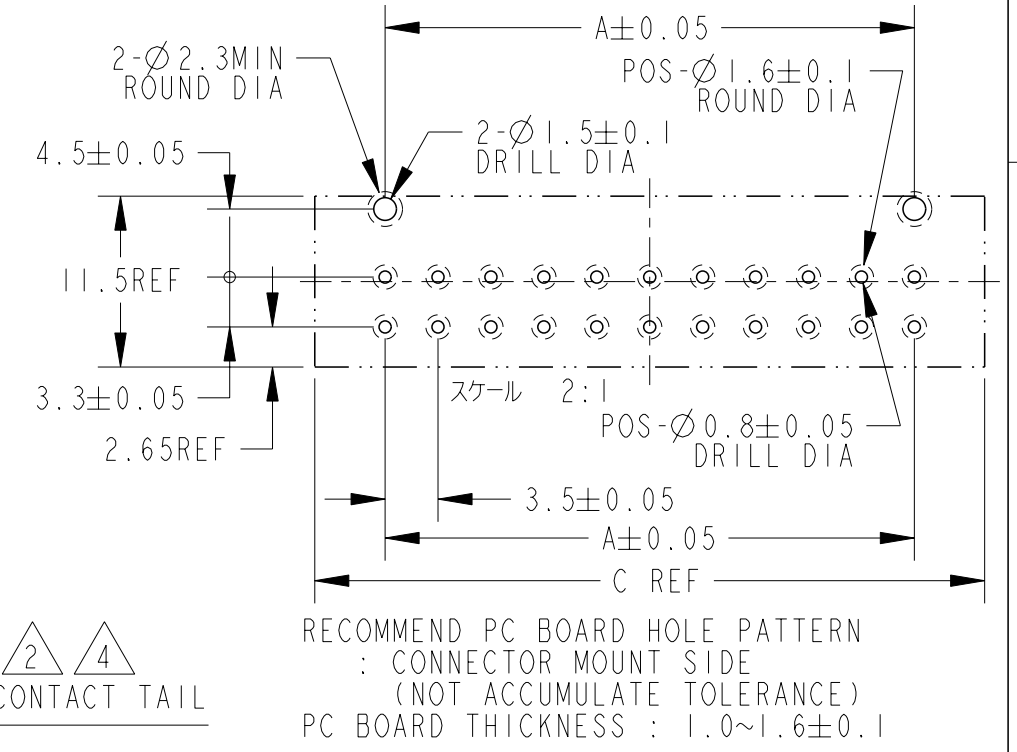 A±0.05
2-∅2.3MIN
ROUND DIA
POS-∅1.6±0.1
ROUND DIA
2-∅1.5±0.1
DRILL DIA
4.5±0.05
11.5REF
3.3±0.05
スケール 2:1
2.65REF
POS-∅0.8±0.05
DRILL DIA
3.5±0.05
A±0.05
C REF
RECOMMEND PC BOARD HOLE PATTERN
: CONNECTOR MOUNT SIDE
(NOT ACCUMULATE TOLERANCE)
PC BOARD THICKNESS : 1.0~1.6±0.1
2 4
CONTACT TAIL